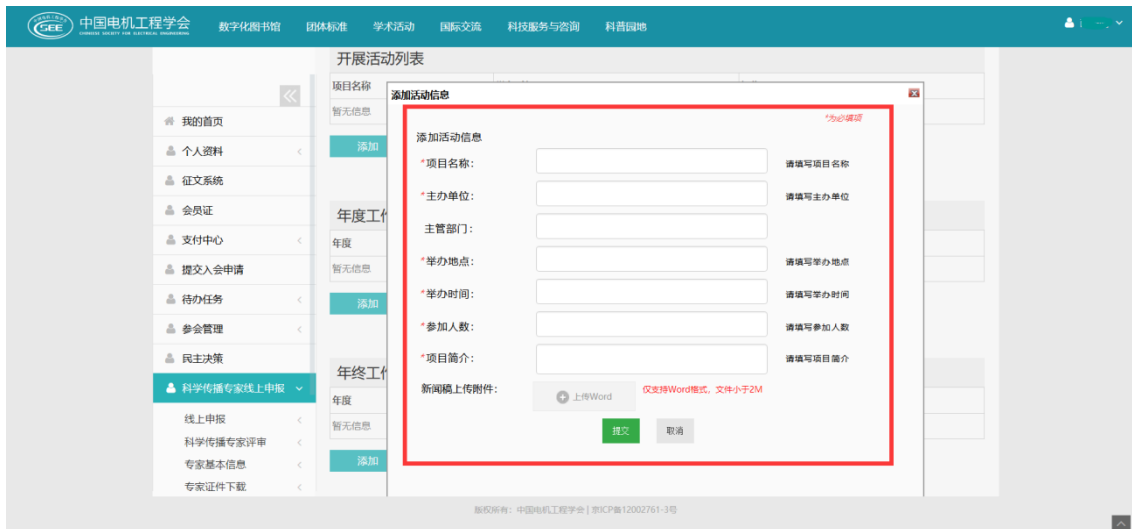 CSEE
中国电机工程学会
CHINESE SOCIETY FOR ELECTRICAL ENGINEERING
数字化图书馆 团体标准 学术活动 国际交流 科技服务与咨询 科普园地
开展活动列表
项目名称
暂无信息
添加
我的首页
个人资料
征文系统
会员证
支付中心
提交入会申请
待办任务
参会管理
民主决策
科学传播专家线上申报
线上申报
科学传播专家评审
专家基本信息
专家证件下载
年度工作
年度
暂无信息
添加
年终工作
年度
暂无信息
添加
添加活动信息
*为必填项
添加活动信息
*项目名称: 请填写项目名称
*主办单位: 请填写主办单位
主管部门:
*举办地点: 请填写举办地点
*举办时间: 请填写举办时间
*参加人数: 请填写参加人数
*项目简介: 请填写项目简介
新闻稿上传附件: 上传Word 仅支持Word格式，文件小于2M
提交 取消
版权所有：中国电机工程学会 | 京ICP备12002761-3号